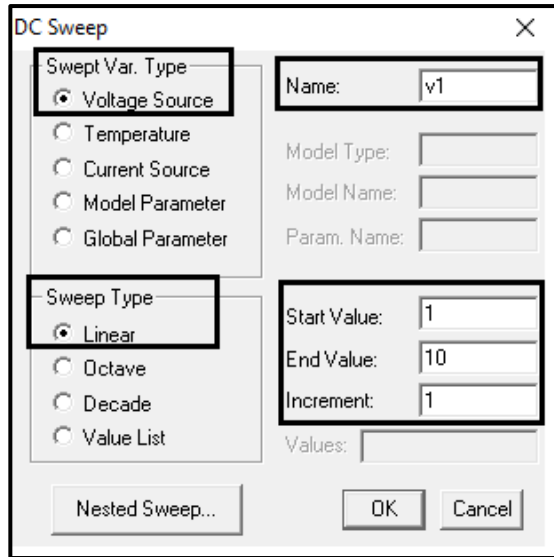 DC Sweep
Swept Var. Type
Voltage Source
Temperature
Current Source
Model Parameter
Global Parameter
Name: v1
Model Type:
Model Name:
Param. Name:
Sweep Type
Linear
Octave
Decade
Value List
Start Value: 1
End Value: 10
Increment: 1
Values:
Nested Sweep...
OK
Cancel